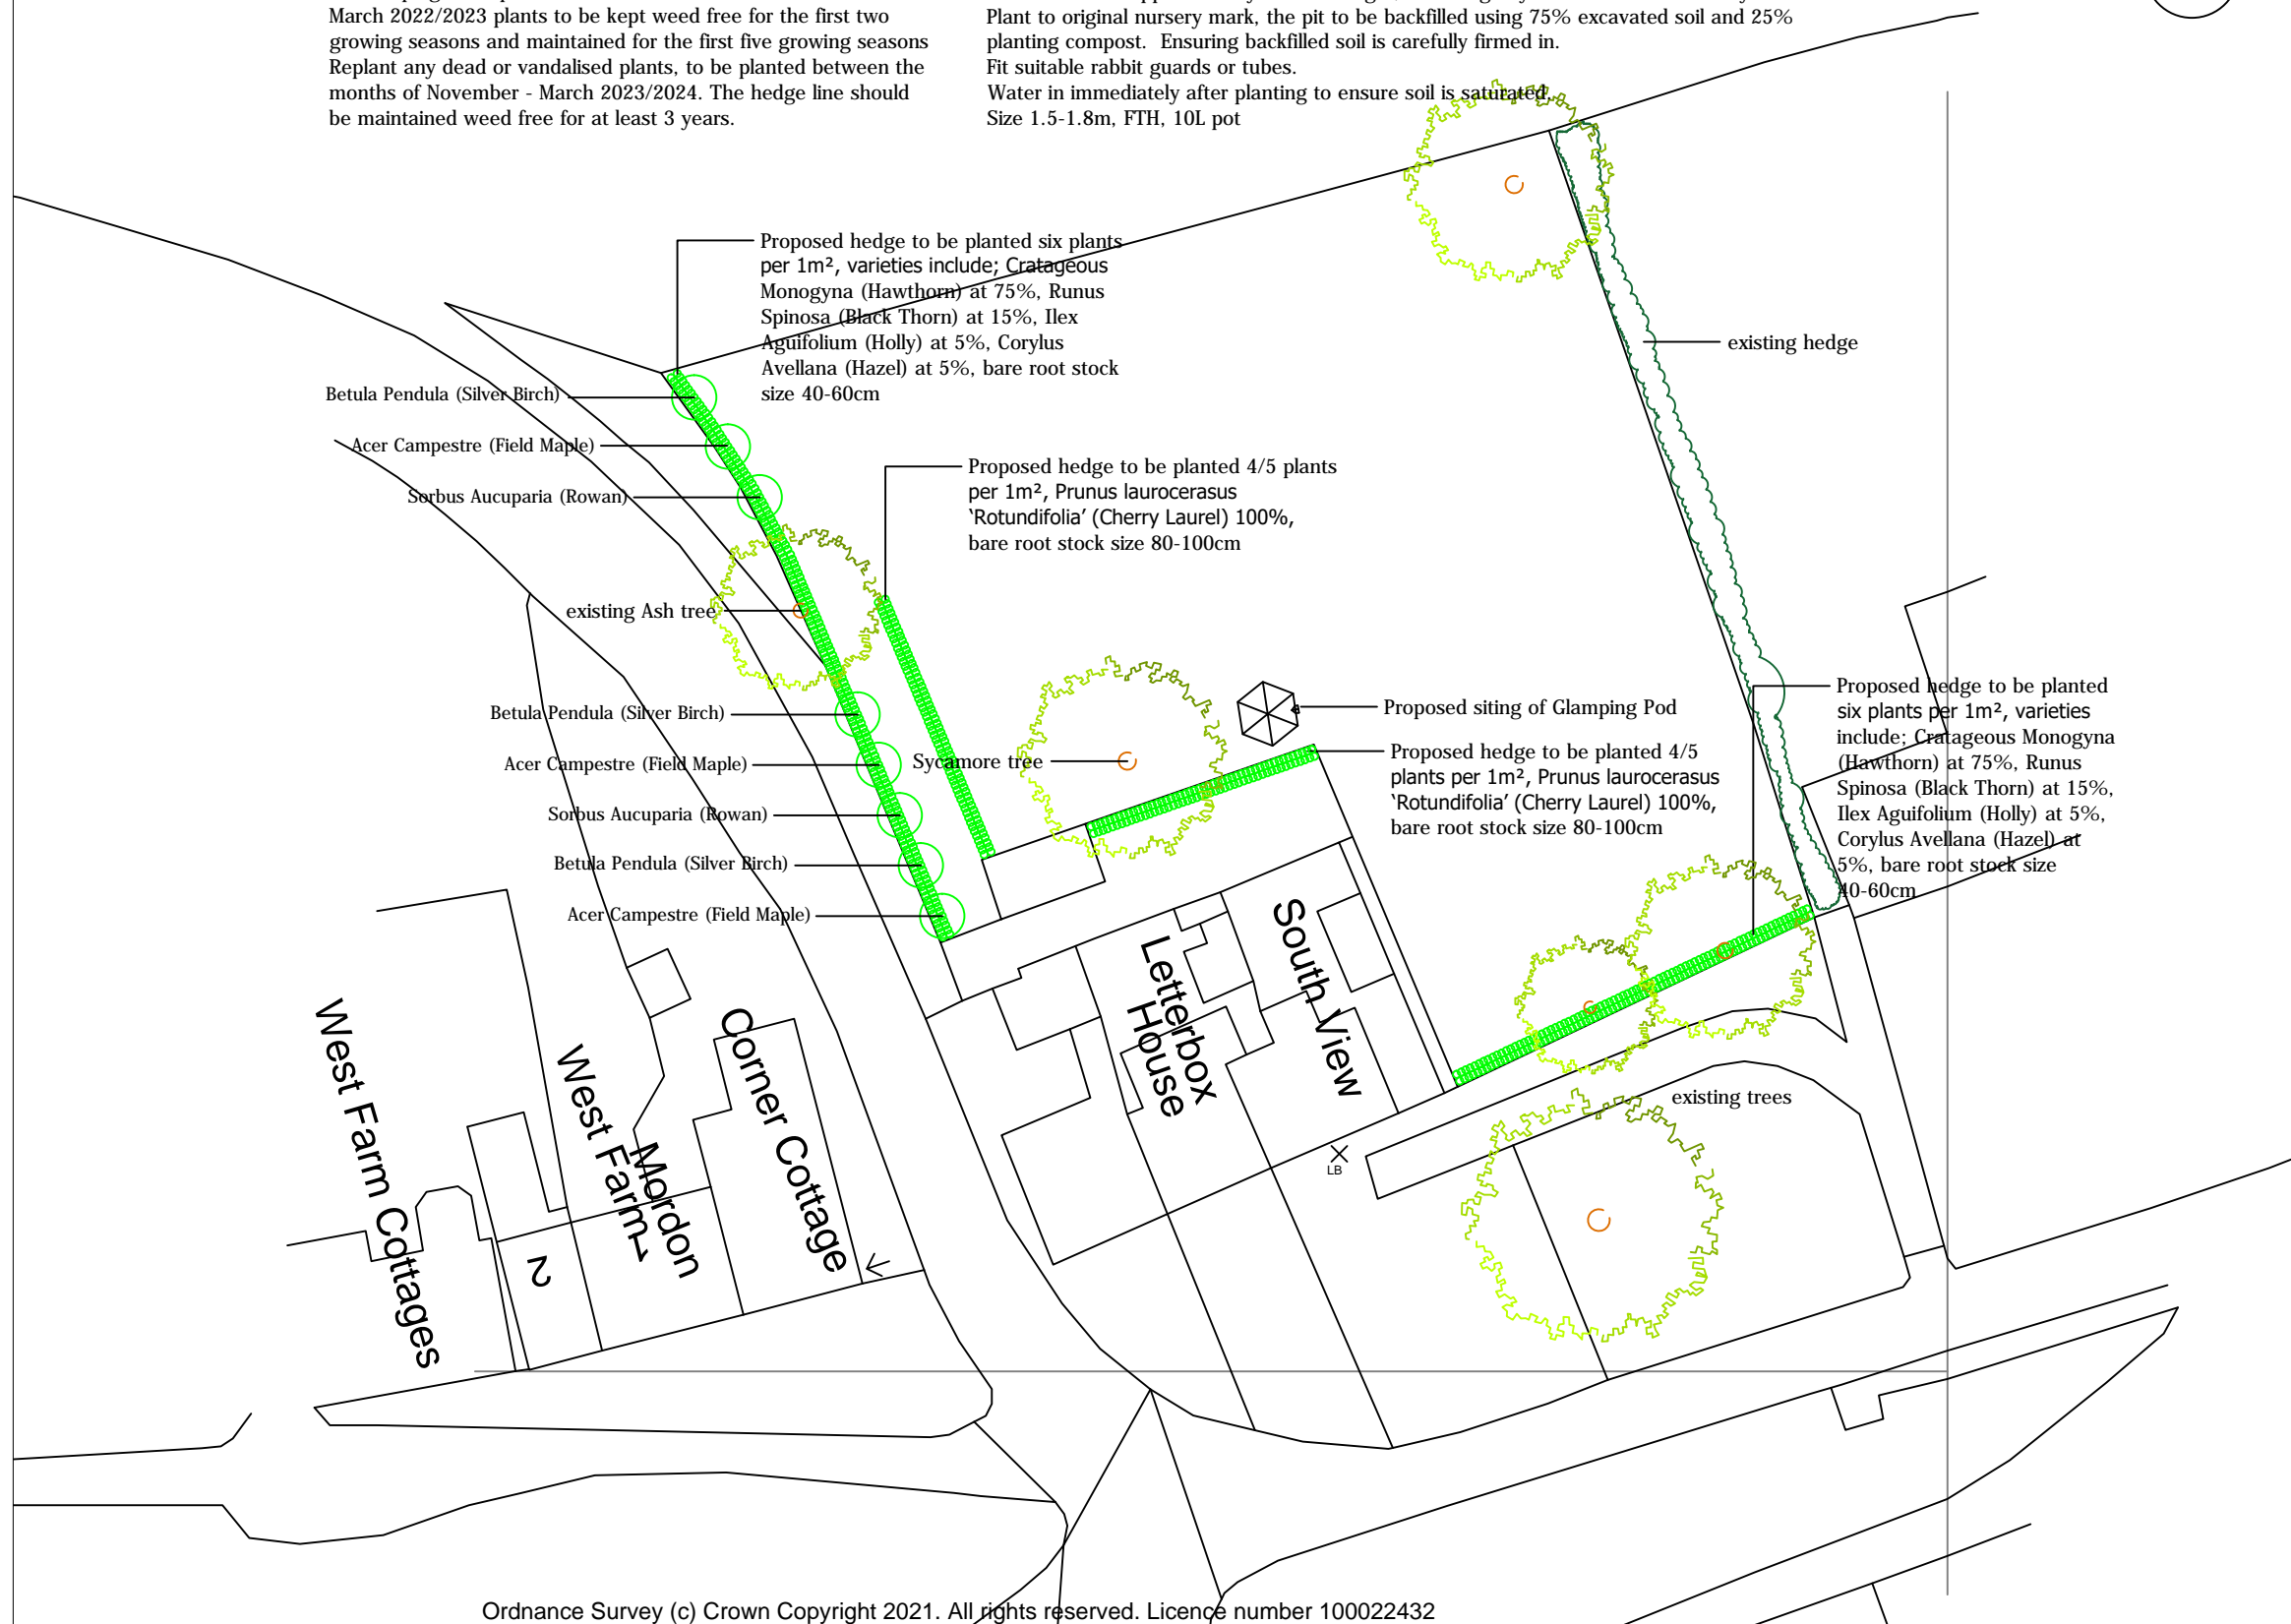 March 2022/2023 plants to be kept weed free for the first two
growing seasons and maintained for the first five growing seasons
Replant any dead or vandalised plants, to be planted between the
months of November - March 2023/2024. The hedge line should
be maintained weed free for at least 3 years.
Plant to original nursery mark, the pit to be backfilled using 75% excavated soil and 25%
planting compost. Ensuring backfilled soil is carefully firmed in.
Fit suitable rabbit guards or tubes.
Water in immediately after planting to ensure soil is saturated.
Size 1.5-1.8m, FTH, 10L pot
Proposed hedge to be planted six plants
per 1m², varieties include; Cratageous
Monogyna (Hawthorn) at 75%, Runus
Spinosa (Black Thorn) at 15%, Ilex
Aguifolium (Holly) at 5%, Corylus
Avellana (Hazel) at 5%, bare root stock
size 40-60cm
existing hedge
Betula Pendula (Silver Birch)
Acer Campestre (Field Maple)
Sorbus Aucuparia (Rowan)
Proposed hedge to be planted 4/5 plants
per 1m², Prunus laurocerasus
‘Rotundifolia’ (Cherry Laurel) 100%,
bare root stock size 80-100cm
existing Ash tree
Betula Pendula (Silver Birch)
Acer Campestre (Field Maple)
Sorbus Aucuparia (Rowan)
Betula Pendula (Silver Birch)
Acer Campestre (Field Maple)
Sycamore tree
Proposed siting of Glamping Pod
Proposed hedge to be planted 4/5
plants per 1m², Prunus laurocerasus
‘Rotundifolia’ (Cherry Laurel) 100%,
bare root stock size 80-100cm
Proposed hedge to be planted
six plants per 1m², varieties
include; Cratageous Monogyna
(Hawthorn) at 75%, Runus
Spinosa (Black Thorn) at 15%,
Ilex Aguifolium (Holly) at 5%,
Corylus Avellana (Hazel) at
5%, bare root stock size
40-60cm
existing trees
West Farm Cottages
2
1
West Farm
Mordon
Corner Cottage
Letterbox
House
South View
LB
Ordnance Survey (c) Crown Copyright 2021. All rights reserved. Licence number 100022432